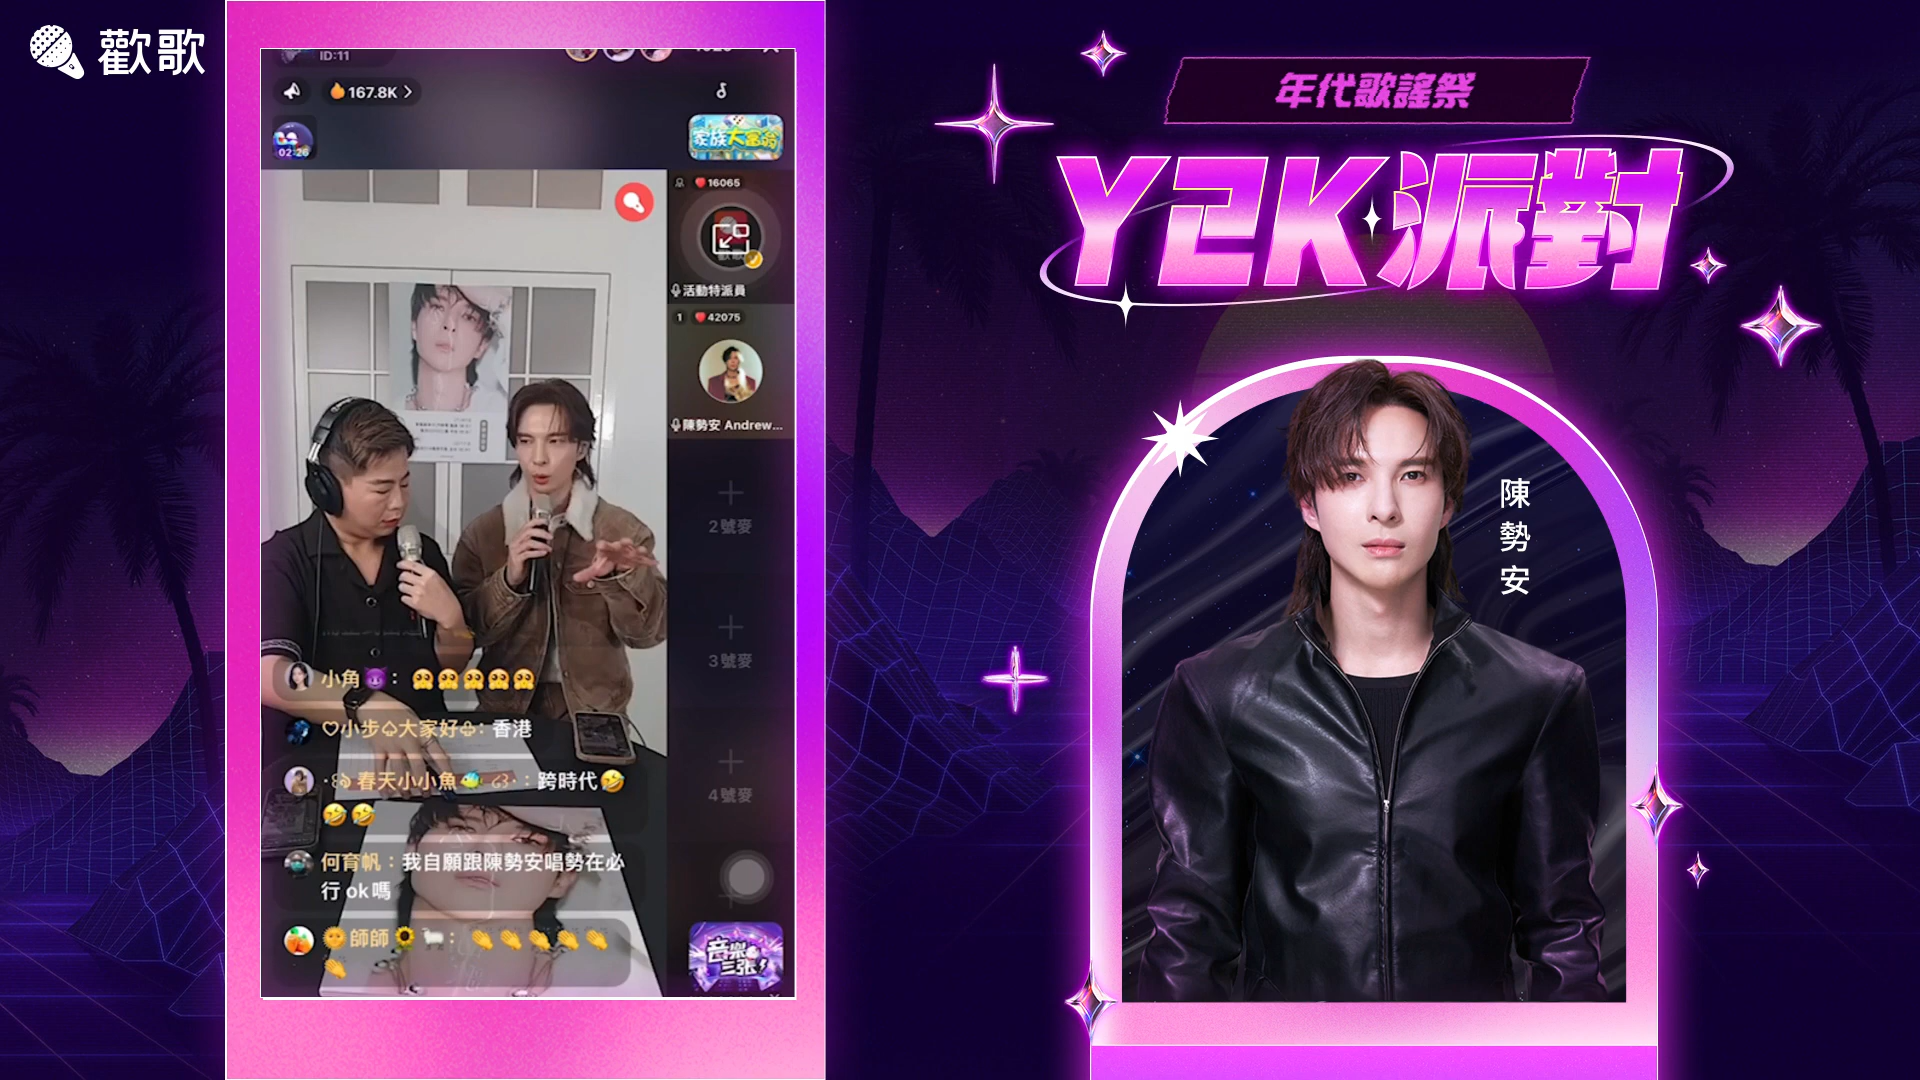 歡歌
ID:11
167.8K
02:26
家族大富翁
16065
活動特派員
1
42075
陳勢安 Andrew...
2號麥
3號麥
4號麥
小角😈：🤗🤗🤗🤗🤗
♡小步♤大家好♧: 香港
春天小小魚🐠: 跨時代🤣
🤣🤣
何育帆：我自願跟陳勢安唱勢在必
行 ok嗎
🌞師師🌻🐑: 👏👏👏👏👏
👏
音樂
三張
年代歌謠祭
Y2K派對
陳勢安